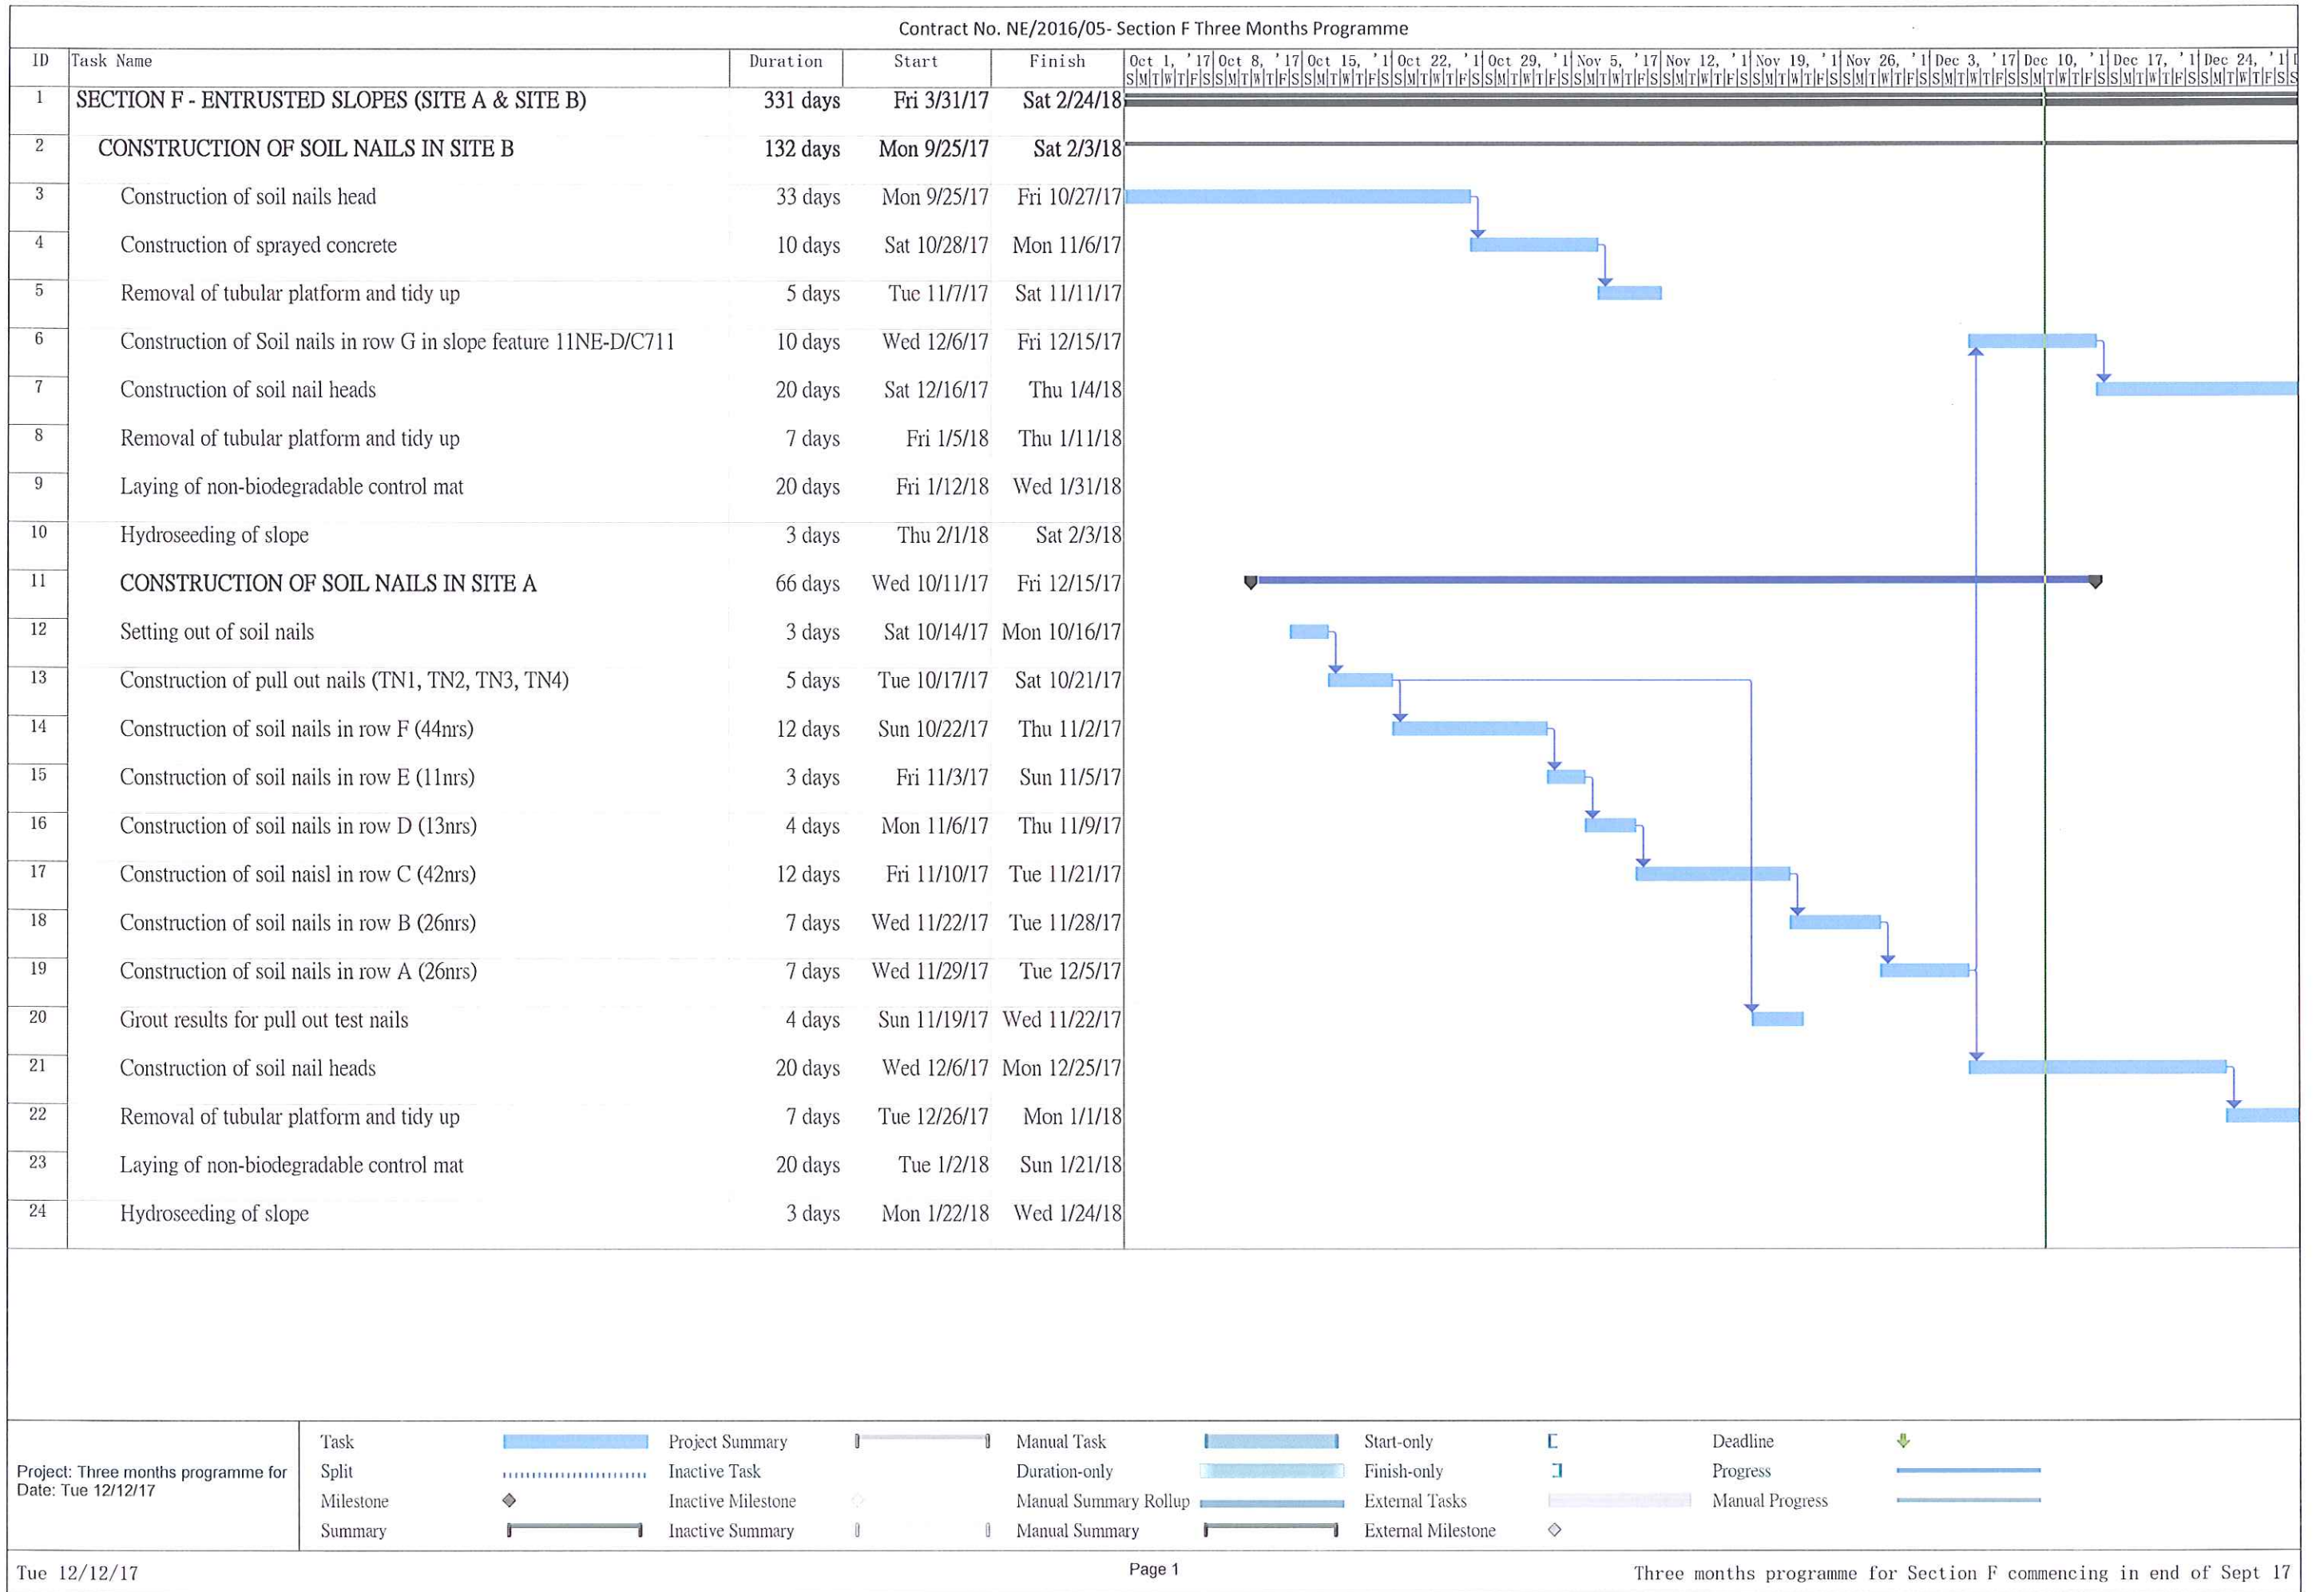 Contract No. NE/2016/05- Section F Three Months Programme
ID Task Name Duration Start Finish Oct 1, '17 Oct 8, '17 Oct 15, '1 Oct 22, '1 Oct 29, '1 Nov 5, '17 Nov 12, '1 Nov 19, '1 Nov 26, '1 Dec 3, '17 Dec 10, '1 Dec 17, '1 Dec 24, '1
S M T W T F S S M T W T F S S M T W T F S S M T W T F S S M T W T F S S M T W T F S S M T W T F S S M T W T F S S M T W T F S S M T W T F S S M T W T F S S M T W T F S S M T W T F S S
1 SECTION F - ENTRUSTED SLOPES (SITE A & SITE B) 331 days Fri 3/31/17 Sat 2/24/18
2 CONSTRUCTION OF SOIL NAILS IN SITE B 132 days Mon 9/25/17 Sat 2/3/18
3 Construction of soil nails head 33 days Mon 9/25/17 Fri 10/27/17
4 Construction of sprayed concrete 10 days Sat 10/28/17 Mon 11/6/17
5 Removal of tubular platform and tidy up 5 days Tue 11/7/17 Sat 11/11/17
6 Construction of Soil nails in row G in slope feature 11NE-D/C711 10 days Wed 12/6/17 Fri 12/15/17
7 Construction of soil nail heads 20 days Sat 12/16/17 Thu 1/4/18
8 Removal of tubular platform and tidy up 7 days Fri 1/5/18 Thu 1/11/18
9 Laying of non-biodegradable control mat 20 days Fri 1/12/18 Wed 1/31/18
10 Hydroseeding of slope 3 days Thu 2/1/18 Sat 2/3/18
11 CONSTRUCTION OF SOIL NAILS IN SITE A 66 days Wed 10/11/17 Fri 12/15/17
12 Setting out of soil nails 3 days Sat 10/14/17 Mon 10/16/17
13 Construction of pull out nails (TN1, TN2, TN3, TN4) 5 days Tue 10/17/17 Sat 10/21/17
14 Construction of soil nails in row F (44nrs) 12 days Sun 10/22/17 Thu 11/2/17
15 Construction of soil nails in row E (11nrs) 3 days Fri 11/3/17 Sun 11/5/17
16 Construction of soil nails in row D (13nrs) 4 days Mon 11/6/17 Thu 11/9/17
17 Construction of soil naisl in row C (42nrs) 12 days Fri 11/10/17 Tue 11/21/17
18 Construction of soil nails in row B (26nrs) 7 days Wed 11/22/17 Tue 11/28/17
19 Construction of soil nails in row A (26nrs) 7 days Wed 11/29/17 Tue 12/5/17
20 Grout results for pull out test nails 4 days Sun 11/19/17 Wed 11/22/17
21 Construction of soil nail heads 20 days Wed 12/6/17 Mon 12/25/17
22 Removal of tubular platform and tidy up 7 days Tue 12/26/17 Mon 1/1/18
23 Laying of non-biodegradable control mat 20 days Tue 1/2/18 Sun 1/21/18
24 Hydroseeding of slope 3 days Mon 1/22/18 Wed 1/24/18
Project: Three months programme for
Date: Tue 12/12/17
Task Project Summary Manual Task Start-only Deadline
Split Inactive Task Duration-only Finish-only Progress
Milestone Inactive Milestone Manual Summary Rollup External Tasks Manual Progress
Summary Inactive Summary Manual Summary External Milestone
Tue 12/12/17 Page 1 Three months programme for Section F commencing in end of Sept 17